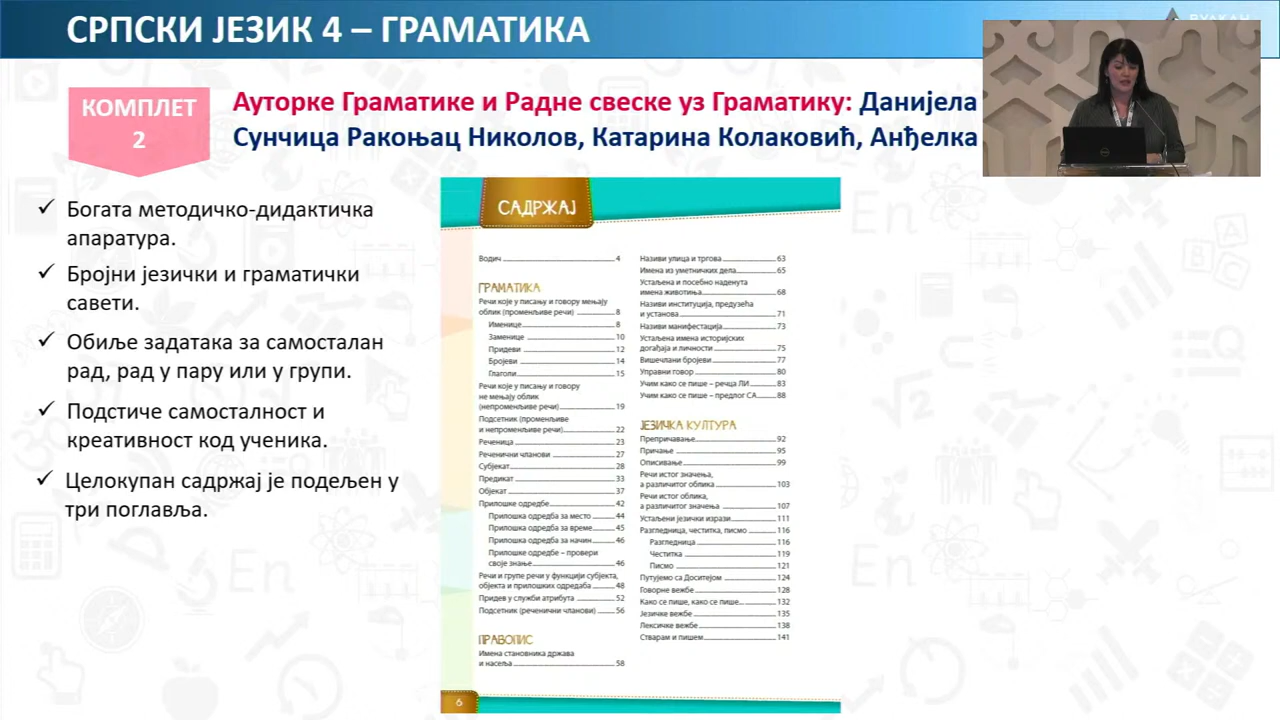 СРПСКИ ЈЕЗИК 4 – ГРАМАТИКА
КОМПЛЕТ
2
Ауторке Граматике и Радне свеске уз Граматику: Данијела
Сунчица Ракоњац Николов, Катарина Колаковић, Анђелка
Богата методичко-дидактичка
апаратура.
Бројни језички и граматички
савети.
Обиље задатака за самосталан
рад, рад у пару или у групи.
Подстиче самосталност и
креативност код ученика.
Целокупан садржај је подељен у
три поглавља.
САДРЖАЈ
Водич 4
ГРАМАТИКА
Речи које у писању и говору мењају
облик (променљиве речи) 8
Именице 8
Заменице 10
Придеви 12
Бројеви 14
Глаголи 15
Речи које у писању и говору
не мењају облик
(непроменљиве речи) 19
Подсетник (променљиве
и непроменљиве речи) 22
Реченица 23
Реченични чланови 27
Субјекат 28
Предикат 33
Објекат 37
Прилошке одредбе 42
Прилошка одредба за место 44
Прилошка одредба за време 45
Прилошка одредба за начин 46
Прилошке одредбе – провери
своје знање 46
Речи и групе речи у функцији субјекта,
објекта и прилошких одредаба 48
Придев у служби атрибута 52
Подсетник (реченични чланови) 56
ПРАВОПИС
Имена становника држава
и насеља 58
Називи улица и тргова 63
Имена из уметничких дела 65
Устаљена и посебно наденута
имена животиња 68
Називи институција, предузећа
и установа 71
Називи манифестација 73
Устаљена имена историјских
догађаја и личности 75
Вишечлани бројеви 77
Управни говор 80
Учим како се пише – речца ЛИ 83
Учим како се пише – предлог СА 88
ЈЕЗИЧКА КУЛТУРА
Препричавање 92
Причање 95
Описивање 99
Речи истог значења,
а различитог облика 103
Речи истог облика,
а различитог значења 107
Устаљени језички изрази 111
Разгледница, честитка, писмо 116
Разгледница 116
Честитка 119
Писмо 121
Путујемо са Доситејом 124
Говорне вежбе 128
Како се пише, како се пише... 132
Језичке вежбе 135
Лексичке вежбе 138
Стварам и пишем 141
6